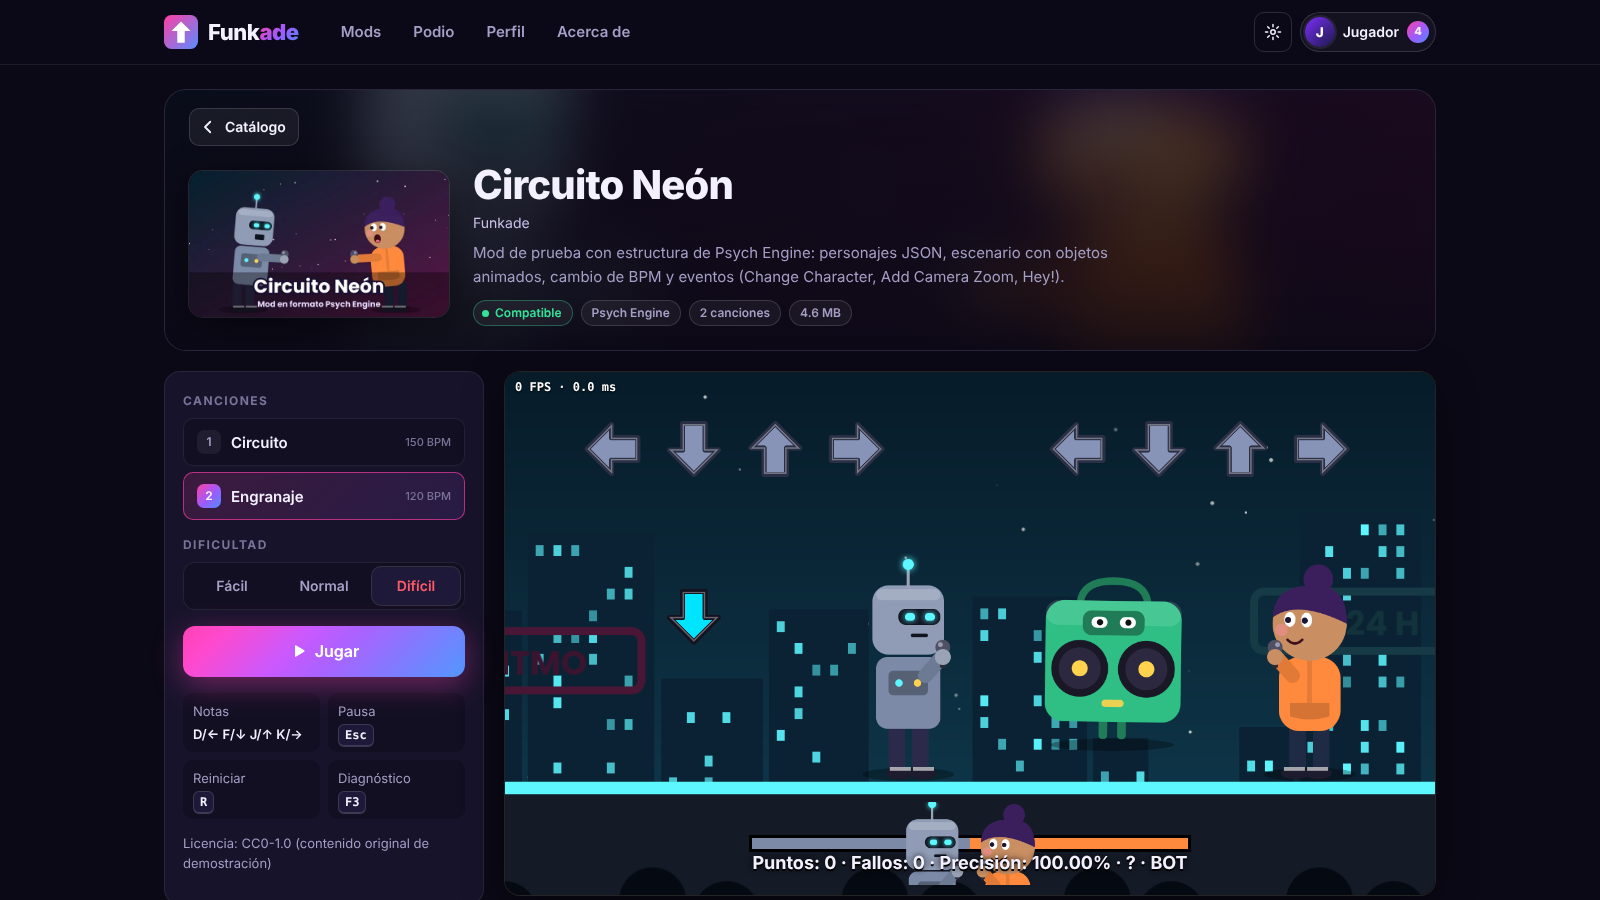 Funkade
Mods
Podio
Perfil
Acerca de
J
Jugador
4
Catálogo
Circuito Neón
Mod en formato Psych Engine
Circuito Neón
Funkade
Mod de prueba con estructura de Psych Engine: personajes JSON, escenario con objetos
animados, cambio de BPM y eventos (Change Character, Add Camera Zoom, Hey!).
Compatible
Psych Engine
2 canciones
4.6 MB
CANCIONES
1
Circuito
150 BPM
2
Engranaje
120 BPM
DIFICULTAD
Fácil
Normal
Difícil
Jugar
Notas
D/← F/↓ J/↑ K/→
Pausa
Esc
Reiniciar
R
Diagnóstico
F3
Licencia: CC0-1.0 (contenido original de
demostración)
0 FPS · 0.0 ms
TMO
24 H
Puntos: 0 · Fallos: 0 · Precisión: 100.00% · ? · BOT